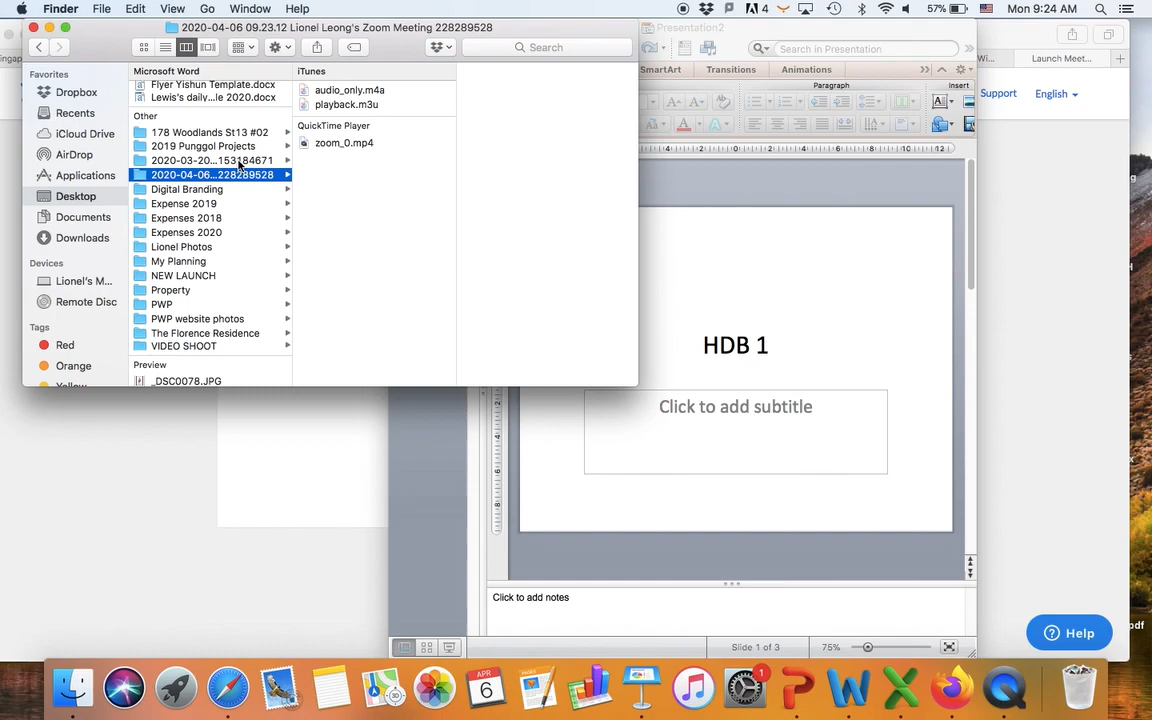 Finder File Edit View Go Window Help
4 57% Mon 9:24 AM
2020-04-06 09.23.12 Lionel Leong's Zoom Meeting 228289528
Search
Favorites
Dropbox
Recents
iCloud Drive
AirDrop
Applications
Desktop
Documents
Downloads
Devices
Lionel's M...
Remote Disc
Tags
Red
Orange
Yellow
Microsoft Word
Flyer Yishun Template.docx
Lewis's daily...le 2020.docx
Other
178 Woodlands St13 #02
2019 Punggol Projects
2020-03-20...153184671
2020-04-06...228289528
Digital Branding
Expense 2019
Expenses 2018
Expenses 2020
Lionel Photos
My Planning
NEW LAUNCH
Property
PWP
PWP website photos
The Florence Residence
VIDEO SHOOT
Preview
_DSC0078.JPG
iTunes
audio_only.m4a
playback.m3u
QuickTime Player
zoom_0.mp4
Presentation2
Search in Presentation
SmartArt Transitions Animations
Paragraph Insert
HDB 1
Click to add subtitle
Click to add notes
Slide 1 of 3 75%
Wi... Launch Meet...
Support English
Help
APR
6
1